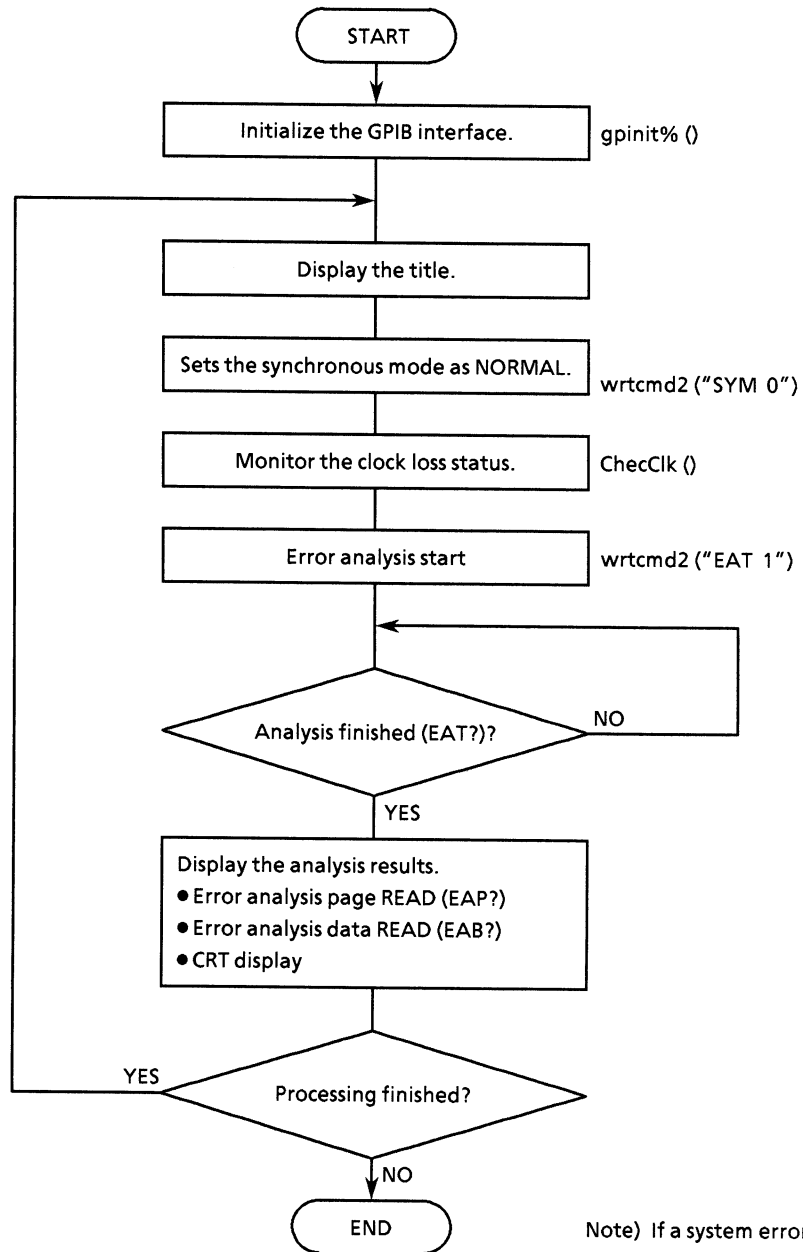 START
Initialize the GPIB interface.
gpinit% ()
Display the title.
Sets the synchronous mode as NORMAL.
wrtcmd2 ("SYM 0")
Monitor the clock loss status.
ChecClk ()
Error analysis start
wrtcmd2 ("EAT 1")
Analysis finished (EAT?)?
NO
YES
Display the analysis results.
● Error analysis page READ (EAP?)
● Error analysis data READ (EAB?)
● CRT display
YES
Processing finished?
NO
END
Note) If a system error